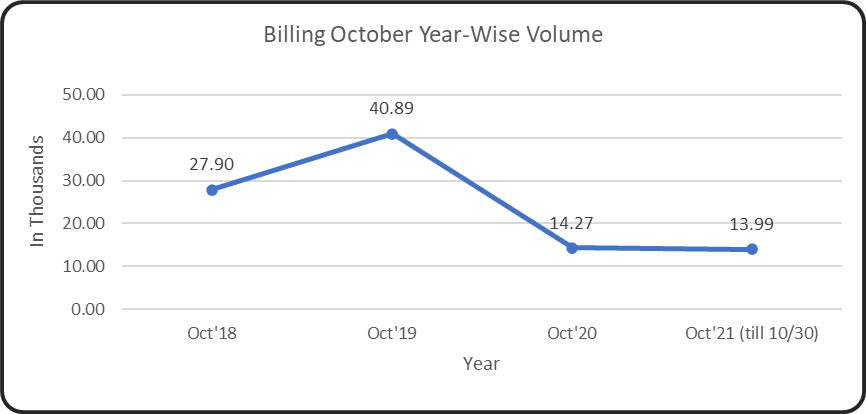 Billing October Year-Wise Volume
In Thousands
50.00
40.00
30.00
20.00
10.00
0.00
27.90
40.89
14.27
13.99
Oct'18
Oct'19
Oct'20
Oct'21 (till 10/30)
Year